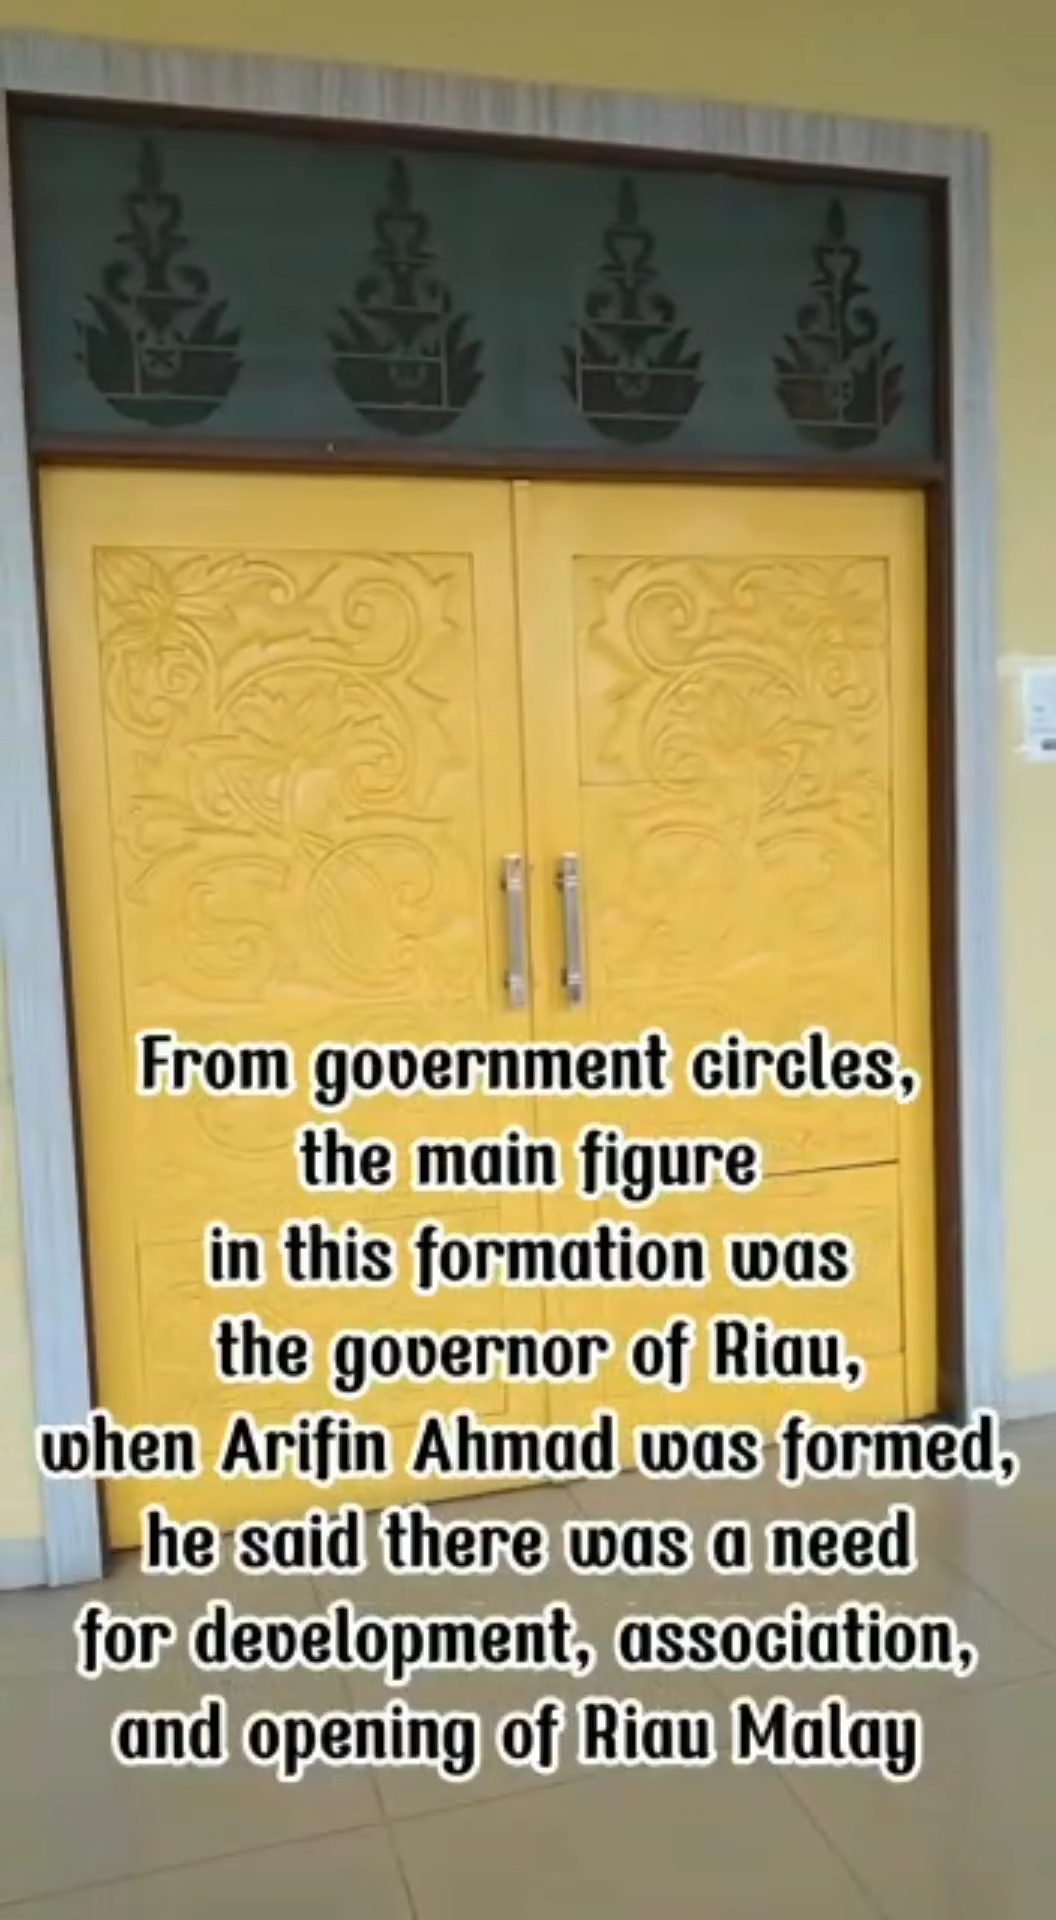 From government circles,
the main figure
in this formation was
the governor of Riau,
when Arifin Ahmad was formed,
he said there was a need
for development, association,
and opening of Riau Malay